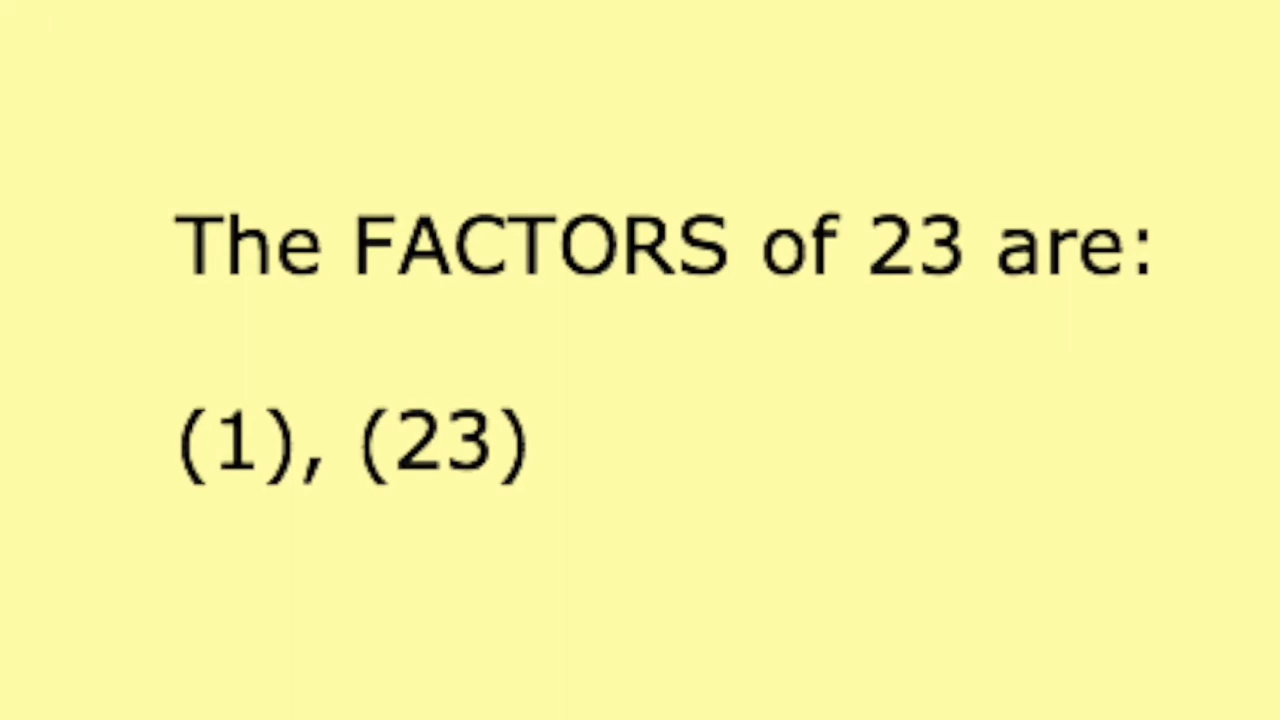 The FACTORS of 23 are:
(1), (23)